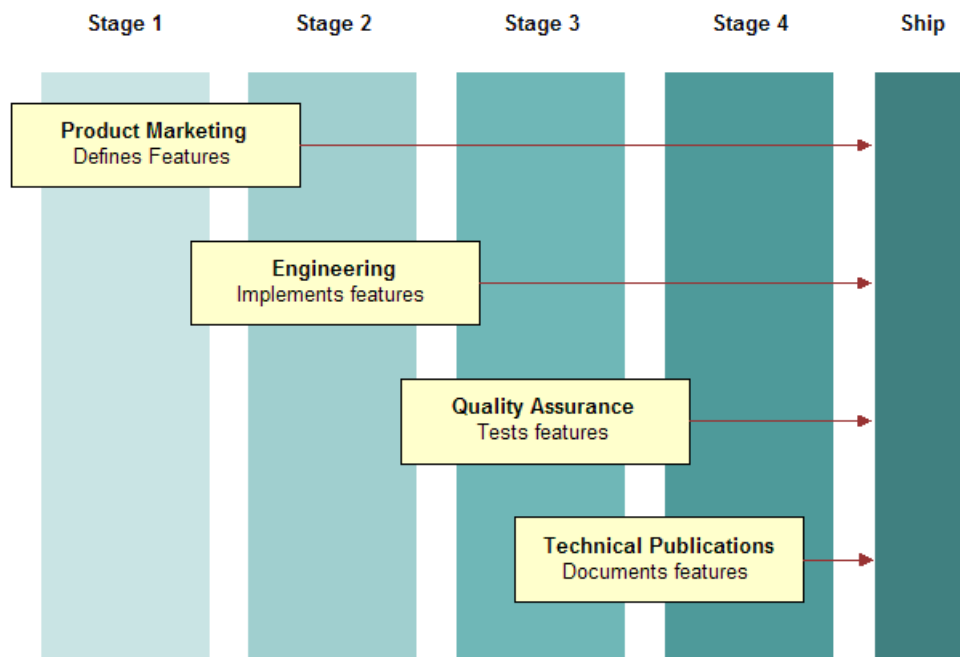 Stage 1
Stage 2
Stage 3
Stage 4
Ship
Product Marketing
Defines Features
Engineering
Implements features
Quality Assurance
Tests features
Technical Publications
Documents features